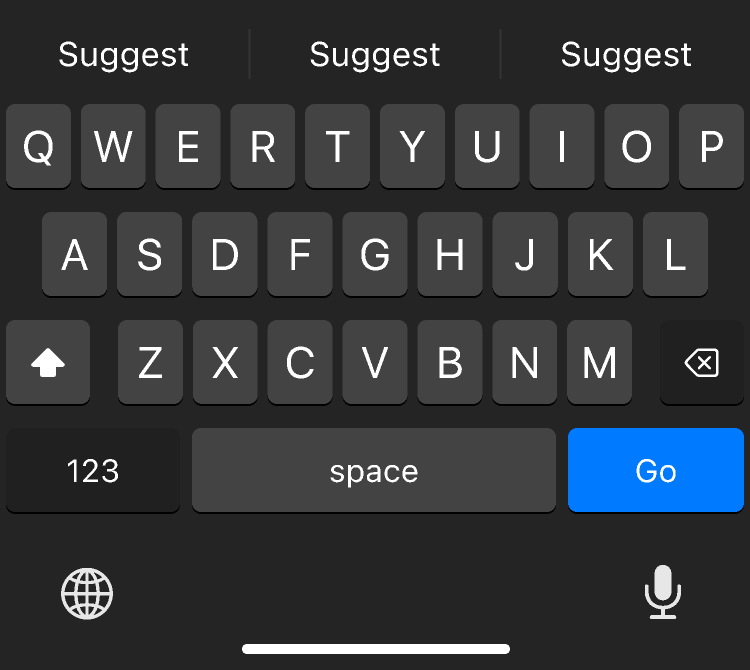 Suggest Suggest Suggest
Q W E R T Y U I O P
A S D F G H J K L
Z X C V B N M
123 space Go